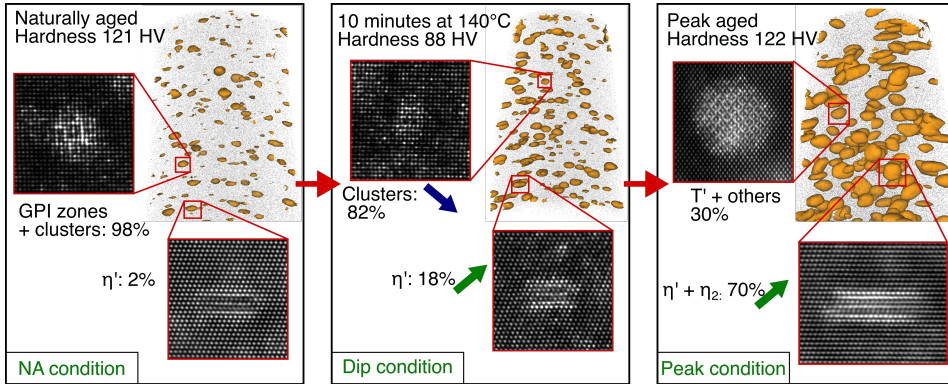 Naturally aged
Hardness 121 HV
GPI zones
+ clusters: 98%
η': 2%
NA condition
10 minutes at 140°C
Hardness 88 HV
Clusters:
82%
η': 18%
Dip condition
Peak aged
Hardness 122 HV
T' + others
30%
η' + η2: 70%
Peak condition